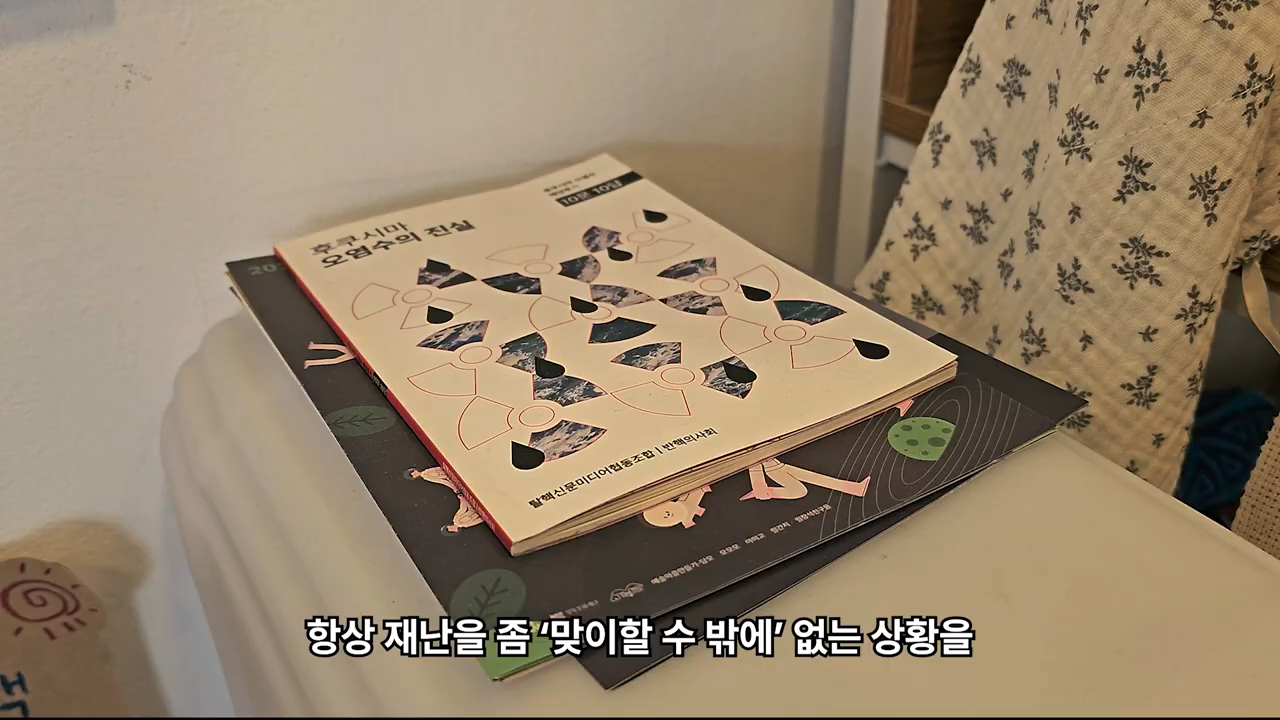 10문 10답
후쿠시마
오염수의 진실
탈핵신문미디어협동조합 | 반핵의사회
20
항상 재난을 좀 ‘맞이할 수 밖에’ 없는 상황을